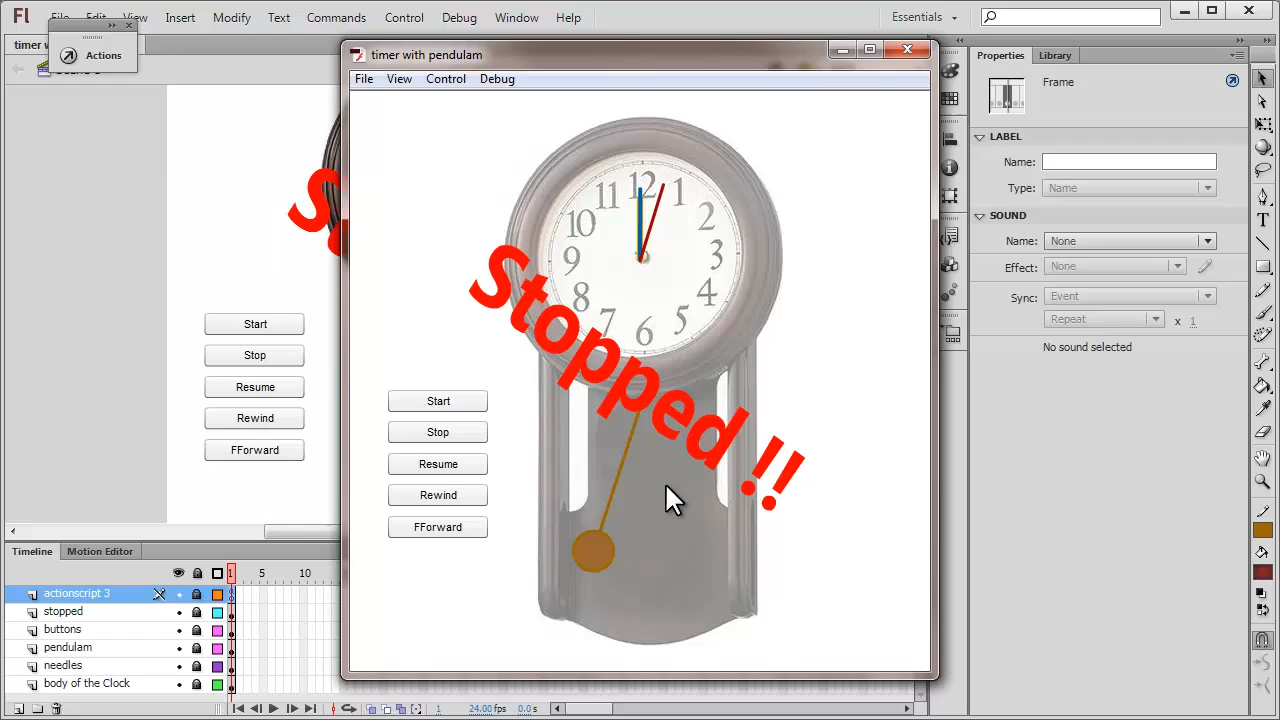 Fl
File Edit View Insert Modify Text Commands Control Debug Window Help
Essentials
Actions
timer with pendulam
File View Control Debug
12
1
2
3
4
5
6
7
8
9
10
11
Stopped !!
Start
Stop
Resume
Rewind
FForward
Start
Stop
Resume
Rewind
FForward
Properties Library
Frame
LABEL
Name:
Type: Name
SOUND
Name: None
Effect: None
Sync: Event
Repeat x 1
No sound selected
Timeline Motion Editor
1 5 10
actionscript 3
stopped
buttons
pendulam
needles
body of the Clock
1 24.00 fps 0.0 s